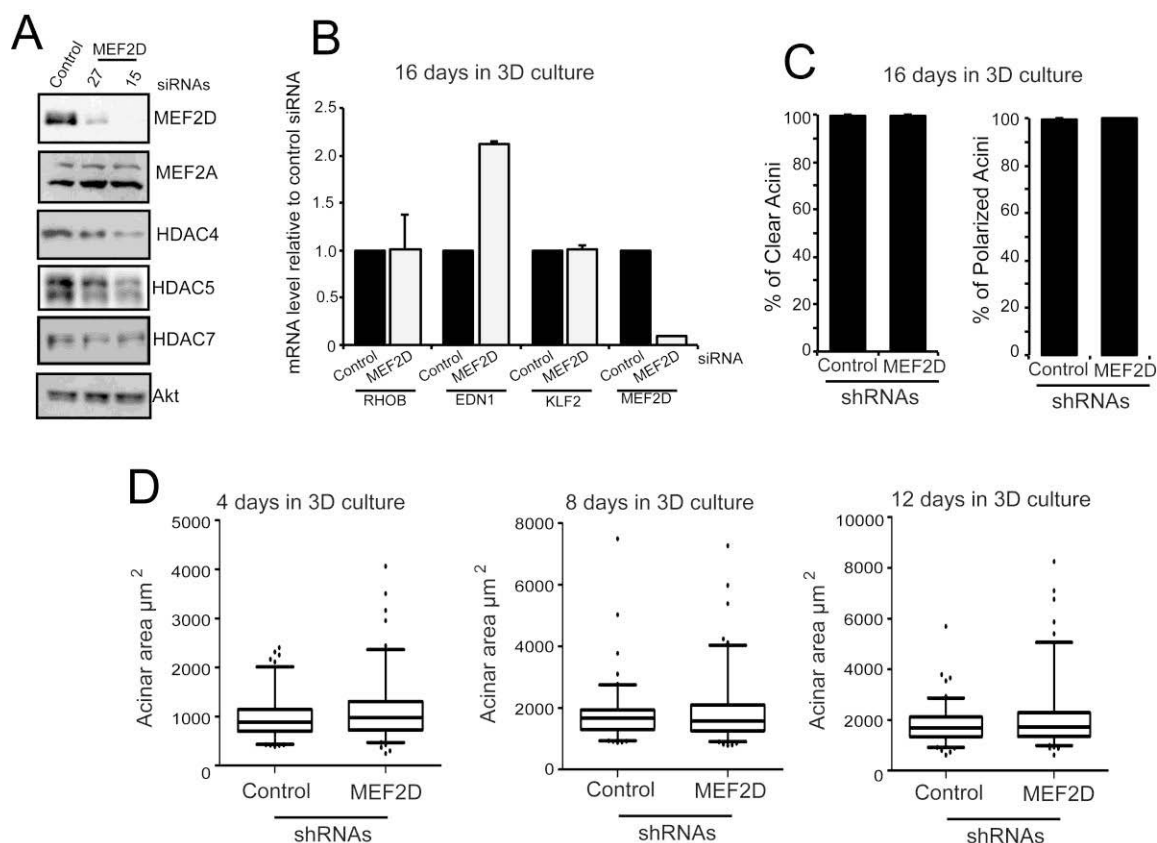 A
Control
MEF2D
27
15
siRNAs
MEF2D
MEF2A
HDAC4
HDAC5
HDAC7
Akt
B
16 days in 3D culture
mRNA level relative to control siRNA
2.5
2.0
1.5
1.0
0.5
0
Control MEF2D Control MEF2D Control MEF2D Control MEF2D siRNA
RHOB EDN1 KLF2 MEF2D
C
16 days in 3D culture
% of Clear Acini
100
80
60
40
20
0
Control MEF2D
shRNAs
% of Polarized Acini
100
80
60
40
20
0
Control MEF2D
shRNAs
D
4 days in 3D culture
Acinar area µm 2
5000
4000
3000
2000
1000
0
Control MEF2D
shRNAs
8 days in 3D culture
Acinar area µm 2
8000
6000
4000
2000
0
Control MEF2D
shRNAs
12 days in 3D culture
Acinar area µm 2
10000
8000
6000
4000
2000
0
Control MEF2D
shRNAs